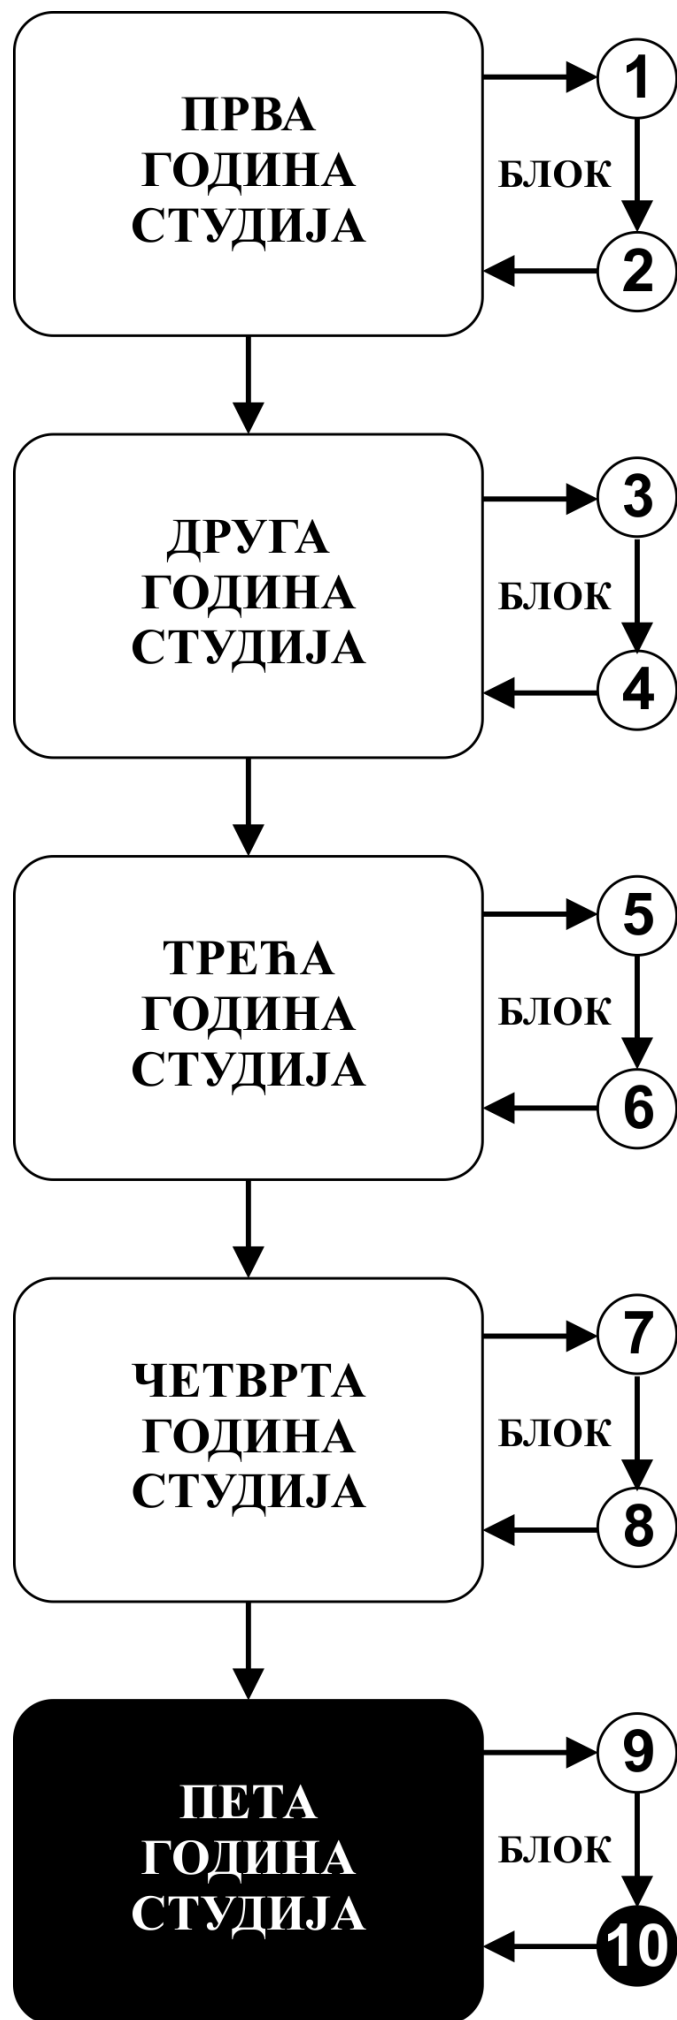 ПРВА
ГОДИНА
СТУДИЈА
1
БЛОК
2
ДРУГА
ГОДИНА
СТУДИЈА
3
БЛОК
4
ТРЕЋА
ГОДИНА
СТУДИЈА
5
БЛОК
6
ЧЕТВРТА
ГОДИНА
СТУДИЈА
7
БЛОК
8
ПЕТА
ГОДИНА
СТУДИЈА
9
БЛОК
10